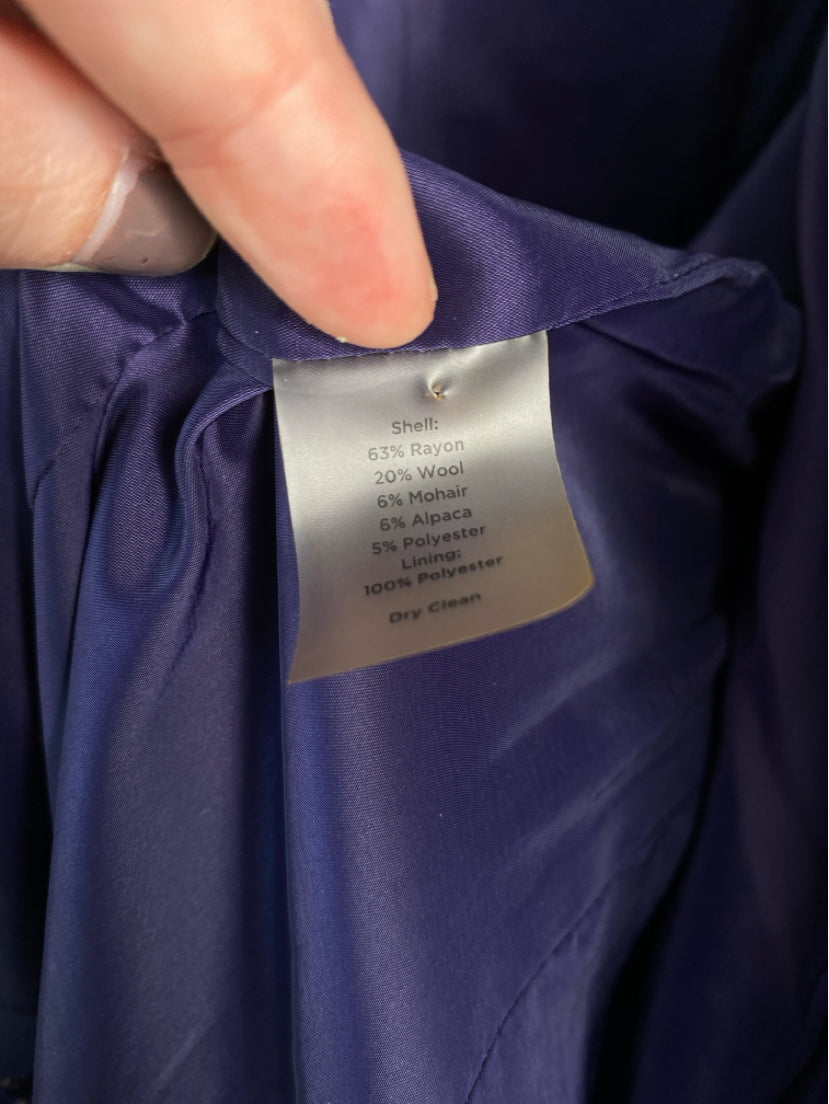 Shell:
63% Rayon
20% Wool
6% Mohair
6% Alpaca
5% Polyester
Lining:
100% Polyester
Dry Clean